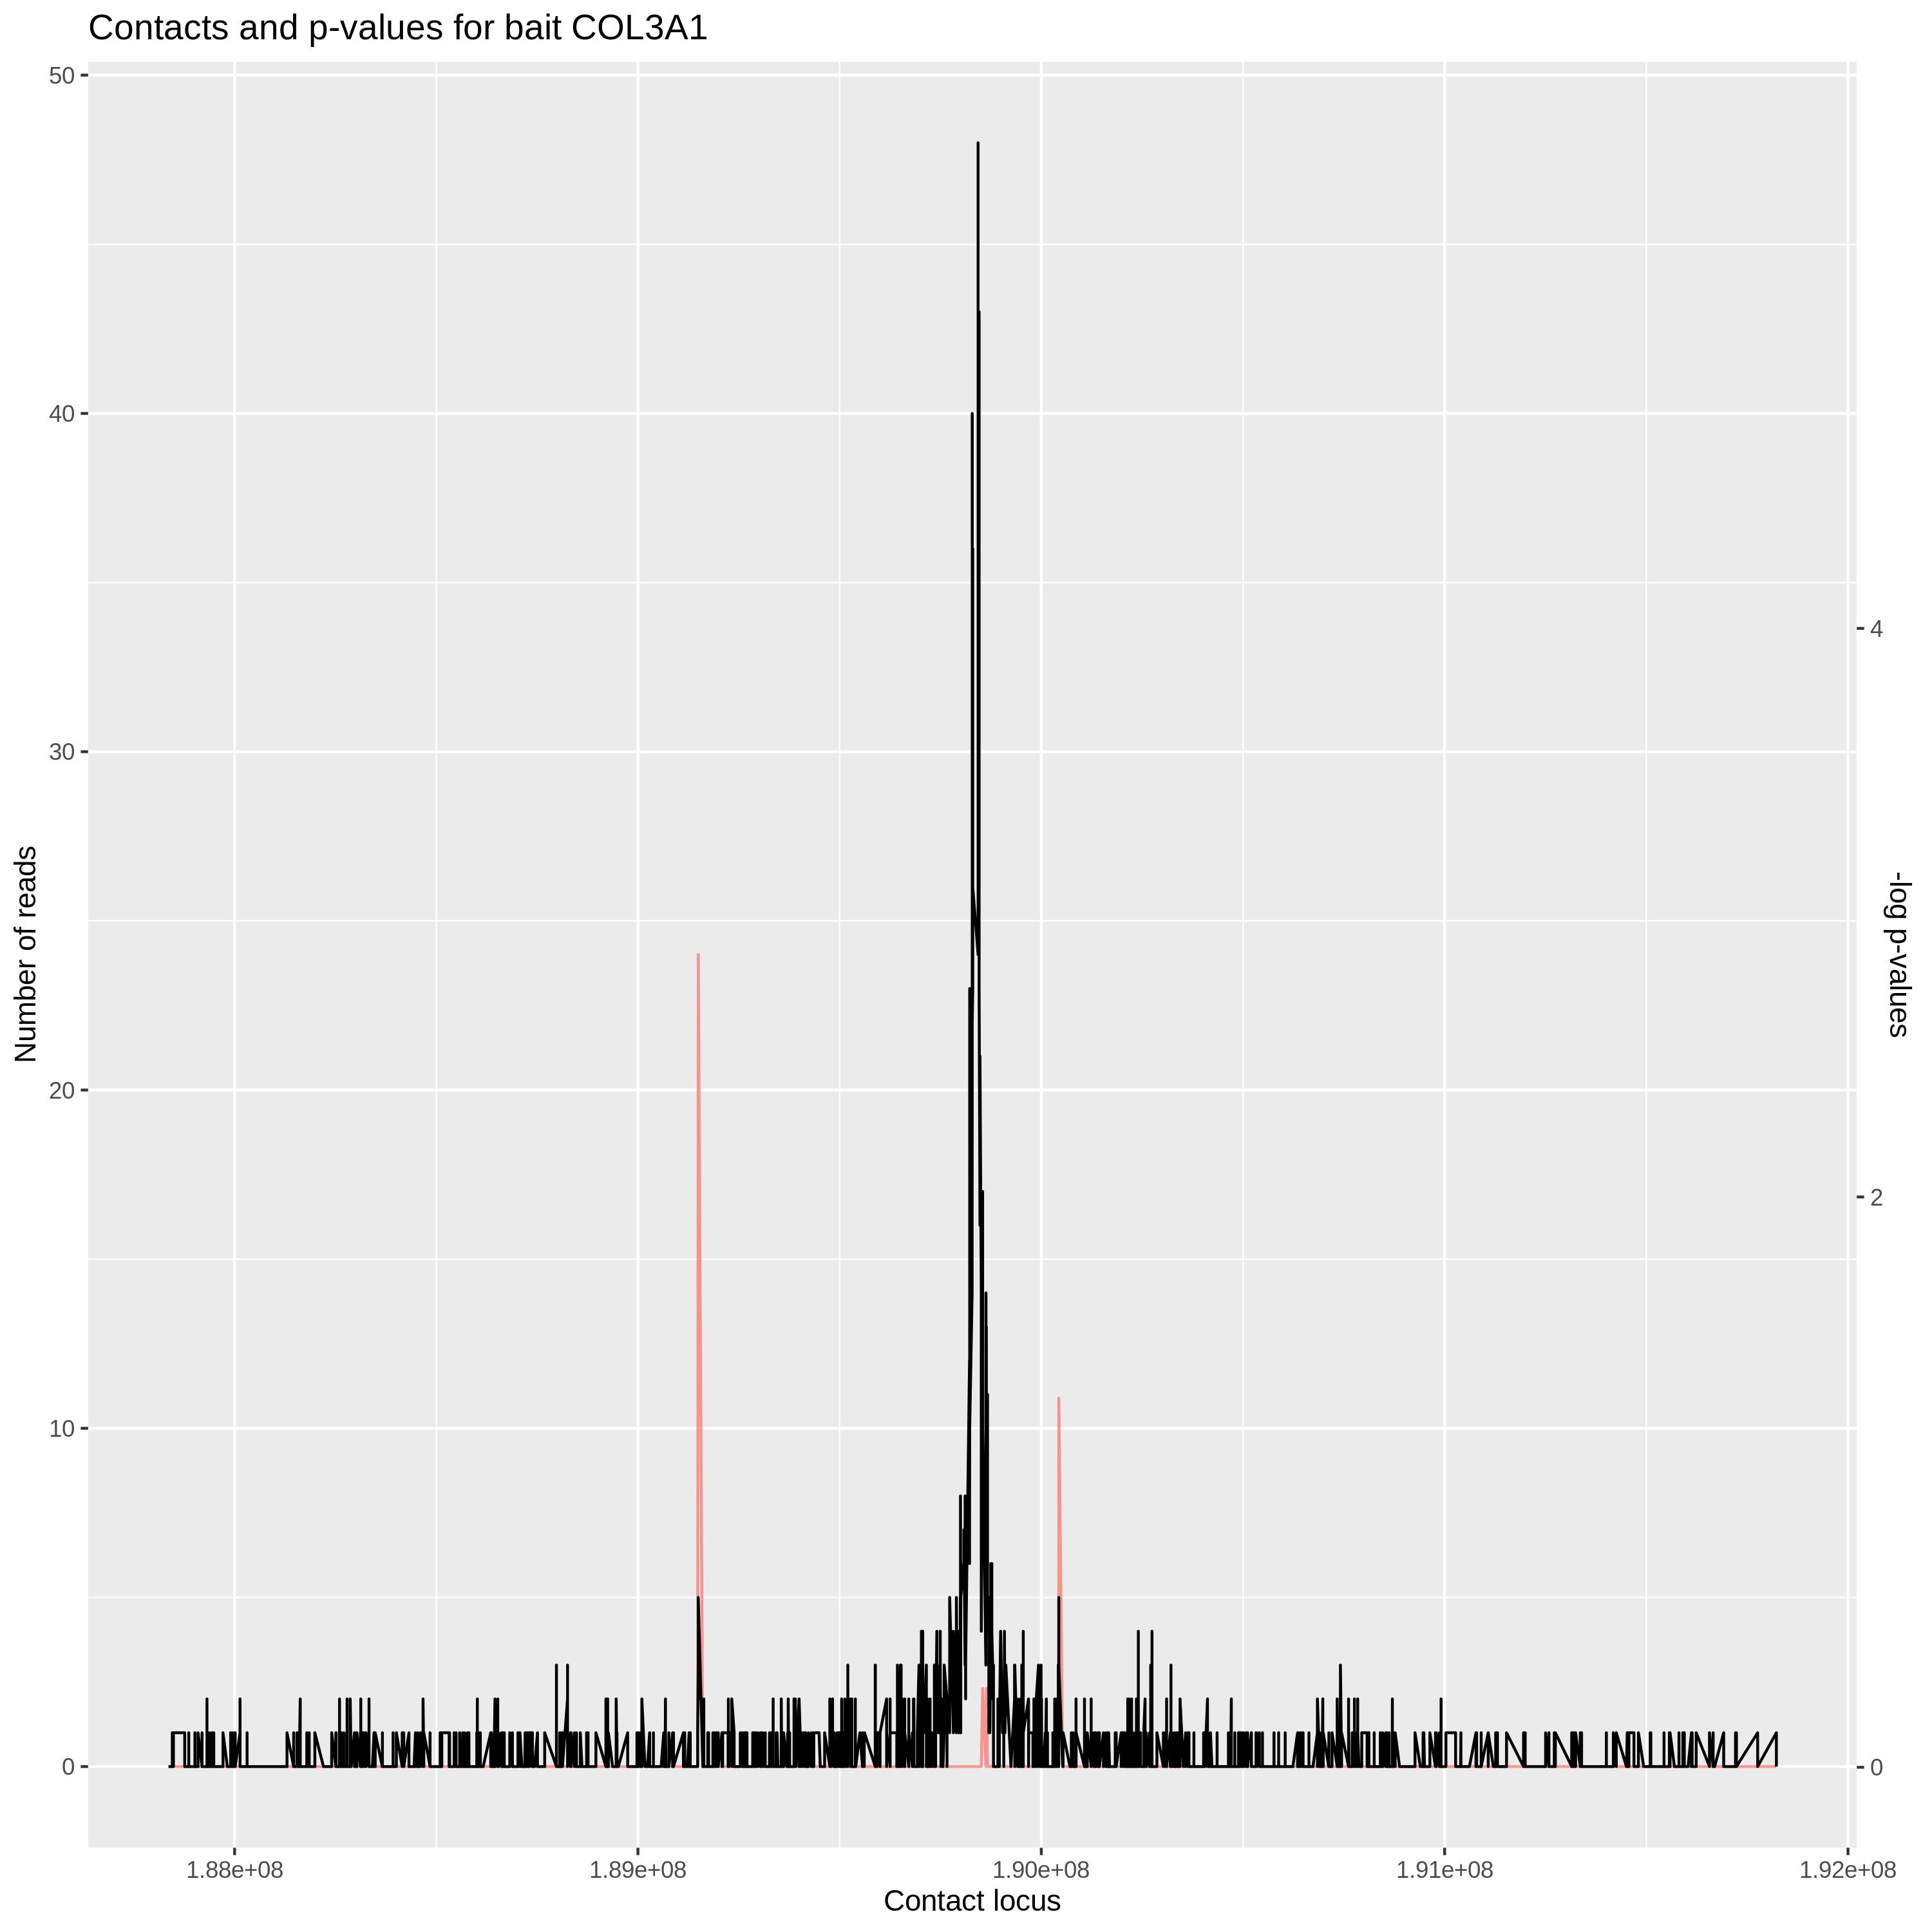 Contacts and p-values for bait COL3A1
50
40
30
20
10
0
Number of reads
4
2
0
-log p-values
1.88e+08
1.89e+08
1.90e+08
1.91e+08
1.92e+08
Contact locus